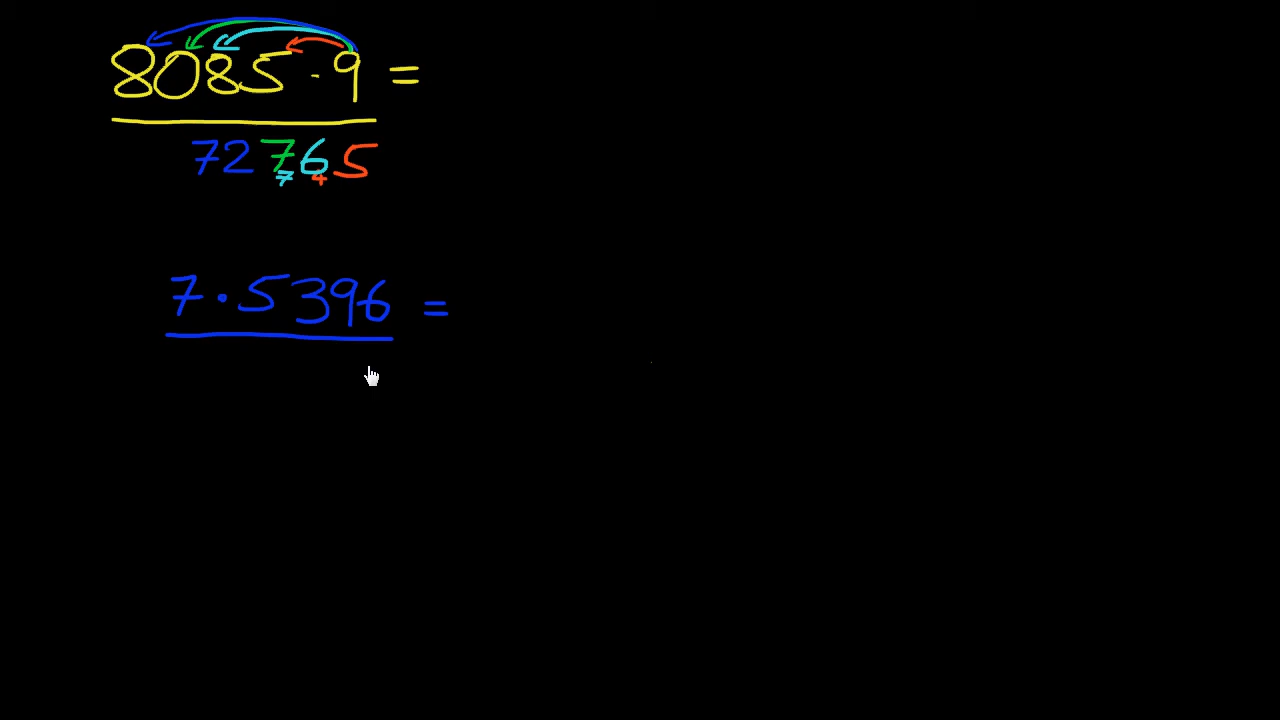 8085 · 9 =
72765
7 4
7 · 5396 =